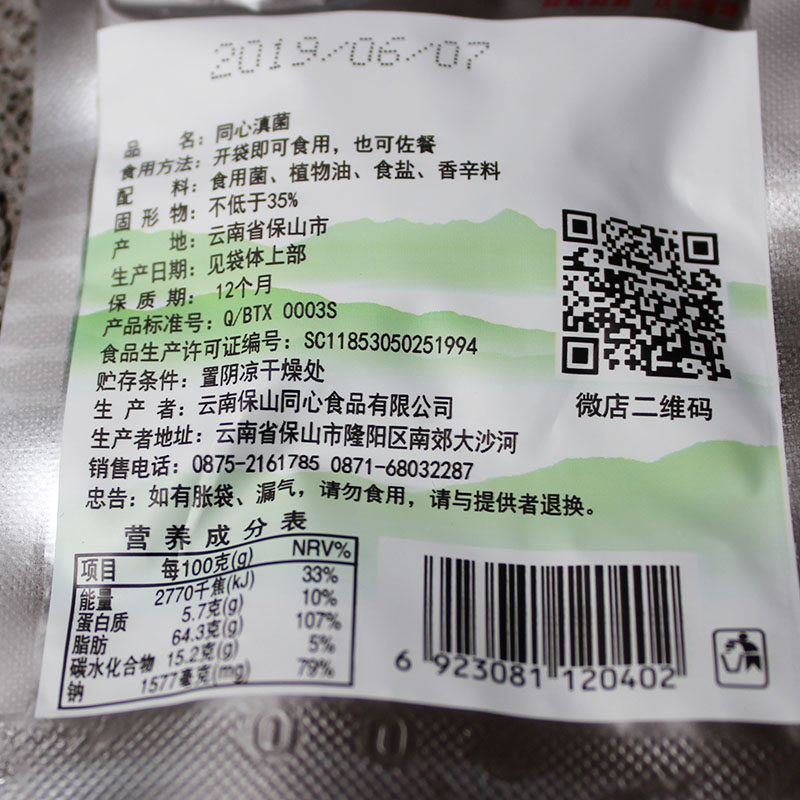 2019/06/07
品 名：同心滇菌
食用方法：开袋即可食用，也可佐餐
配 料：食用菌、植物油、食盐、香辛料
固 形 物：不低于35%
产 地：云南省保山市
生产日期：见袋体上部
保 质 期：12个月
产品标准号：Q/BTX 0003S
食品生产许可证编号：SC11853050251994
贮存条件：置阴凉干燥处
生 产 者：云南保山同心食品有限公司
生产者地址：云南省保山市隆阳区南郊大沙河
销售电话：0875-2161785 0871-68032287
忠告：如有胀袋、漏气，请勿食用，请与提供者退换。
微店二维码
营养成分表
项目 每100克(g) NRV%
能量 2770千焦(kJ) 33%
蛋白质 5.7克(g) 10%
脂肪 64.3克(g) 107%
碳水化合物 15.2克(g) 5%
钠 1577毫克(mg) 79%
6 923081 120402